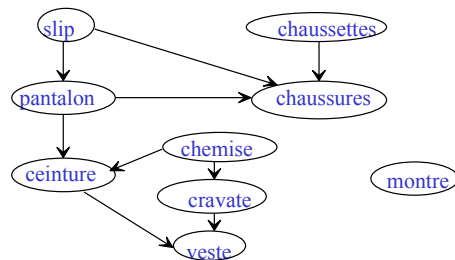 slip
chaussettes
pantalon
chaussures
chemise
ceinture
montre
cravate
veste